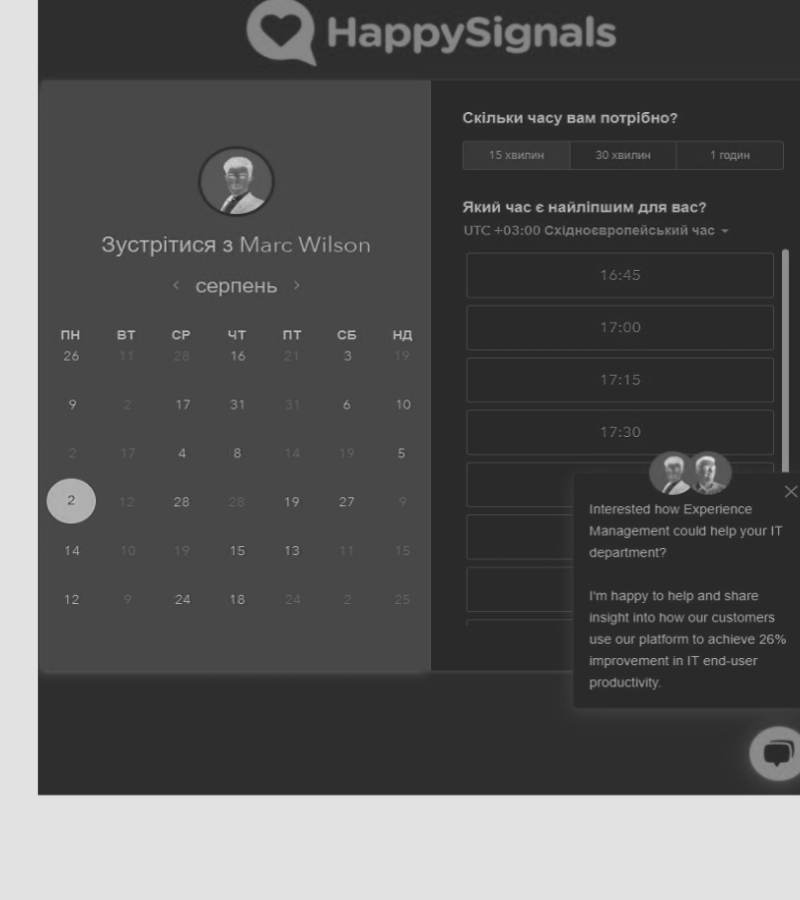 HappySignals
Зустрітися з Marc Wilson
серпень
ПН ВТ СР ЧТ ПТ СБ НД
26 11 28 16 21 3 19
9 2 17 31 31 6 10
2 17 4 8 14 19 5
2 12 28 28 19 27 9
14 10 19 15 13 11 15
12 9 24 18 24 2 25
Скільки часу вам потрібно?
15 хвилин 30 хвилин 1 годин
Який час є найліпшим для вас?
UTC +03:00 Східноєвропейський час
16:45
17:00
17:15
17:30
Interested how Experience
Management could help your IT
department?
I'm happy to help and share
insight into how our customers
use our platform to achieve 26%
improvement in IT end-user
productivity.